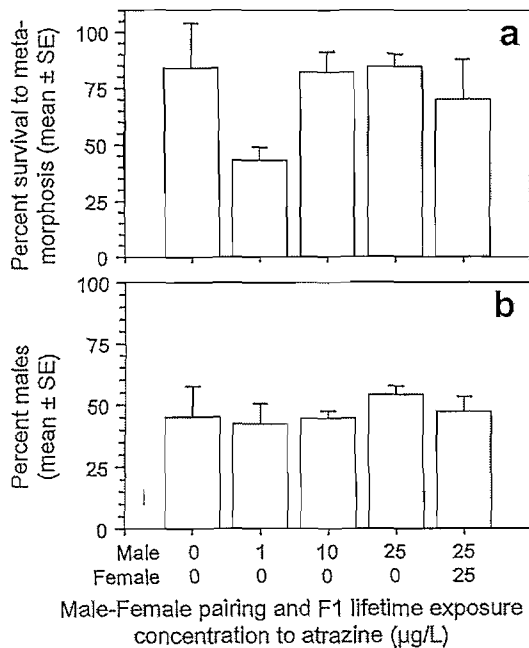 a
100
75
50
25
0
Percent survival to meta-
morphosis (mean ± SE)
b
100
75
50
25
0
Percent males
(mean ± SE)
Male 0 1 10 25 25
Female 0 0 0 0 25
Male-Female pairing and F1 lifetime exposure
concentration to atrazine (µg/L)